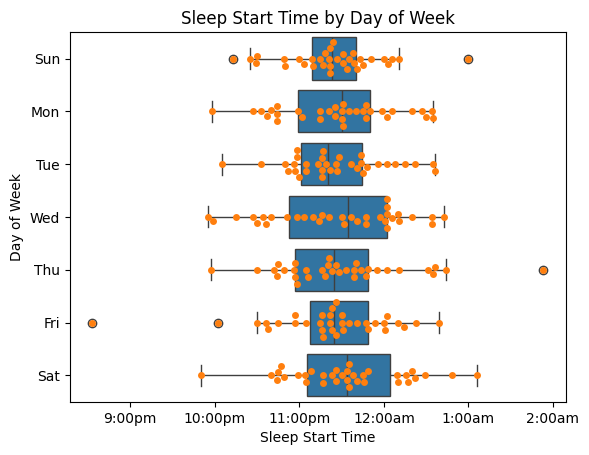 Sleep Start Time by Day of Week
Day of Week
Sun
Mon
Tue
Wed
Thu
Fri
Sat
9:00pm 10:00pm 11:00pm 12:00am 1:00am 2:00am
Sleep Start Time